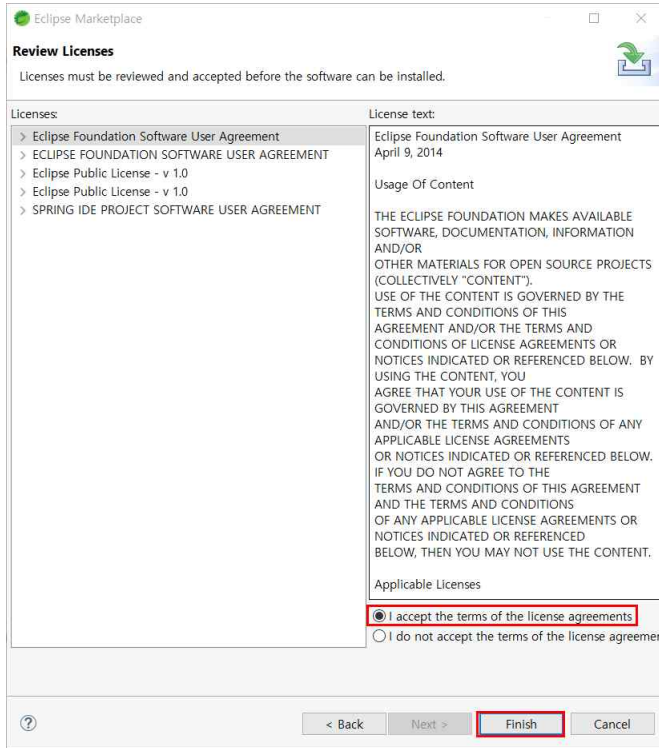 Eclipse Marketplace
Review Licenses
Licenses must be reviewed and accepted before the software can be installed.
Licenses:
Eclipse Foundation Software User Agreement
ECLIPSE FOUNDATION SOFTWARE USER AGREEMENT
Eclipse Public License - v 1.0
Eclipse Public License - v 1.0
SPRING IDE PROJECT SOFTWARE USER AGREEMENT
License text:
Eclipse Foundation Software User Agreement
April 9, 2014
Usage Of Content
THE ECLIPSE FOUNDATION MAKES AVAILABLE
SOFTWARE, DOCUMENTATION, INFORMATION
AND/OR
OTHER MATERIALS FOR OPEN SOURCE PROJECTS
(COLLECTIVELY "CONTENT").
USE OF THE CONTENT IS GOVERNED BY THE
TERMS AND CONDITIONS OF THIS
AGREEMENT AND/OR THE TERMS AND
CONDITIONS OF LICENSE AGREEMENTS OR
NOTICES INDICATED OR REFERENCED BELOW.  BY
USING THE CONTENT, YOU
AGREE THAT YOUR USE OF THE CONTENT IS
GOVERNED BY THIS AGREEMENT
AND/OR THE TERMS AND CONDITIONS OF ANY
APPLICABLE LICENSE AGREEMENTS
OR NOTICES INDICATED OR REFERENCED BELOW.
IF YOU DO NOT AGREE TO THE
TERMS AND CONDITIONS OF THIS AGREEMENT
AND THE TERMS AND CONDITIONS
OF ANY APPLICABLE LICENSE AGREEMENTS OR
NOTICES INDICATED OR REFERENCED
BELOW, THEN YOU MAY NOT USE THE CONTENT.
Applicable Licenses
I accept the terms of the license agreements
I do not accept the terms of the license agreemen
< Back
Next >
Finish
Cancel